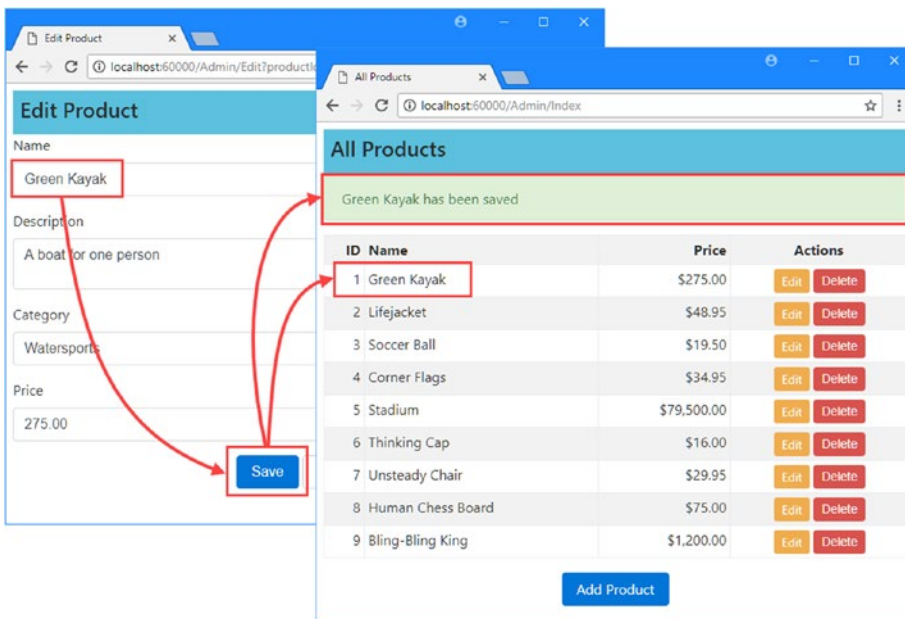 Edit Product
localhost:60000/Admin/Edit?productId
Edit Product
Name
Green Kayak
Description
A boat for one person
Category
Watersports
Price
275.00
Save
All Products
localhost:60000/Admin/Index
All Products
Green Kayak has been saved
ID Name Price Actions
1 Green Kayak $275.00 Edit Delete
2 Lifejacket $48.95 Edit Delete
3 Soccer Ball $19.50 Edit Delete
4 Corner Flags $34.95 Edit Delete
5 Stadium $79,500.00 Edit Delete
6 Thinking Cap $16.00 Edit Delete
7 Unsteady Chair $29.95 Edit Delete
8 Human Chess Board $75.00 Edit Delete
9 Bling-Bling King $1,200.00 Edit Delete
Add Product